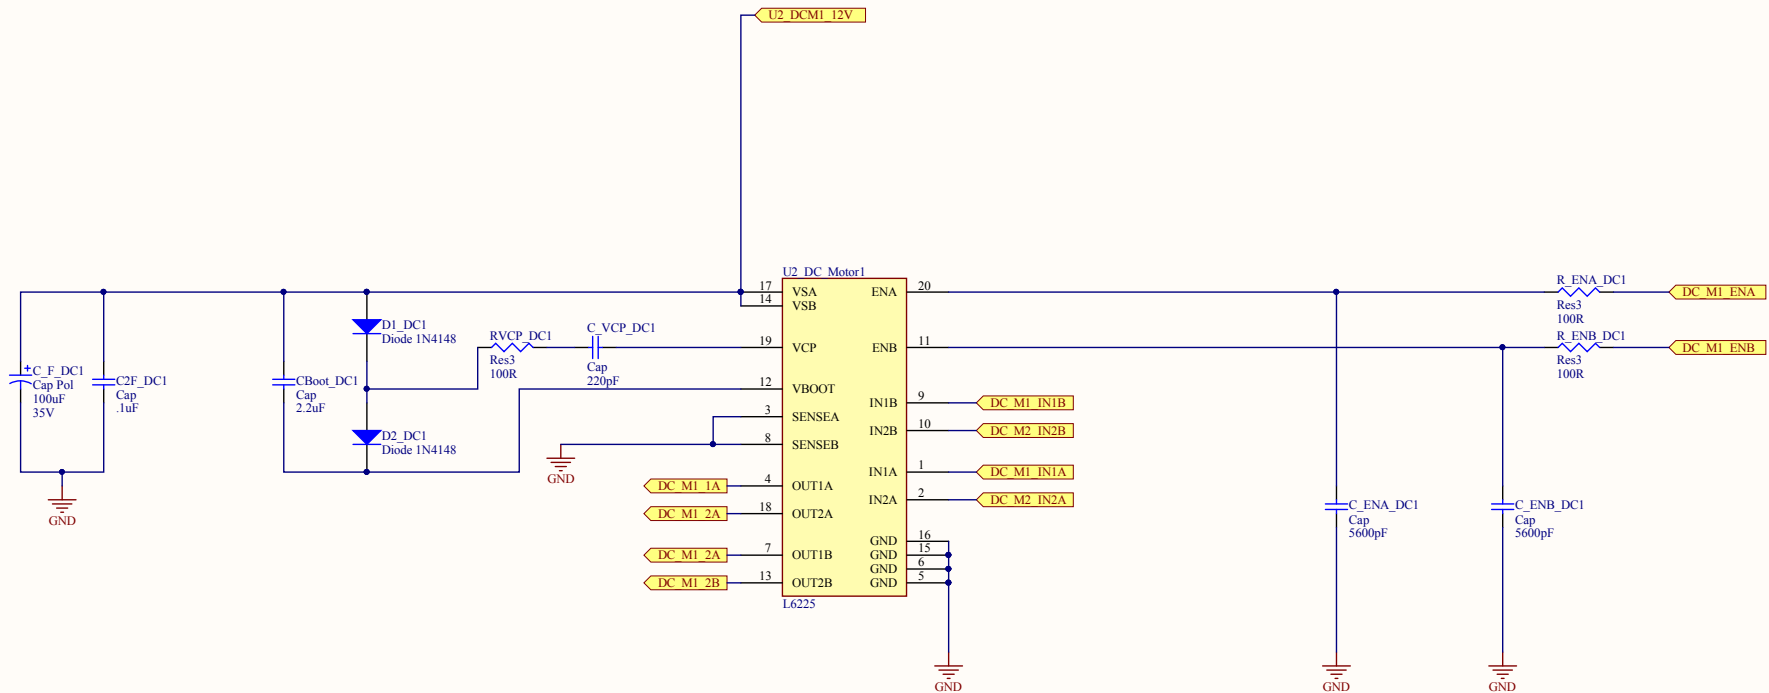 U2_DCM1_12V
U2_DC_Motor1
17 VSA
14 VSB
19 VCP
12 VBOOT
3 SENSEA
8 SENSEB
4 OUT1A
18 OUT2A
7 OUT1B
13 OUT2B
ENA 20
ENB 11
IN1B 9
IN2B 10
IN1A 1
IN2A 2
GND 16
GND 15
GND 6
GND 5
L6225
C_F_DC1
+
Cap Pol
100uF
35V
C2F_DC1
Cap
.1uF
GND
CBoot_DC1
Cap
2.2uF
D1_DC1
Diode 1N4148
D2_DC1
Diode 1N4148
RVCP_DC1
Res3
100R
C_VCP_DC1
Cap
220pF
GND
DC_M1_1A
DC_M1_2A
DC_M1_2A
DC_M1_2B
DC_M1_IN1B
DC_M2_IN2B
DC_M1_IN1A
DC_M2_IN2A
GND
R_ENA_DC1
Res3
100R
DC_M1_ENA
R_ENB_DC1
Res3
100R
DC_M1_ENB
C_ENA_DC1
Cap
5600pF
GND
C_ENB_DC1
Cap
5600pF
GND